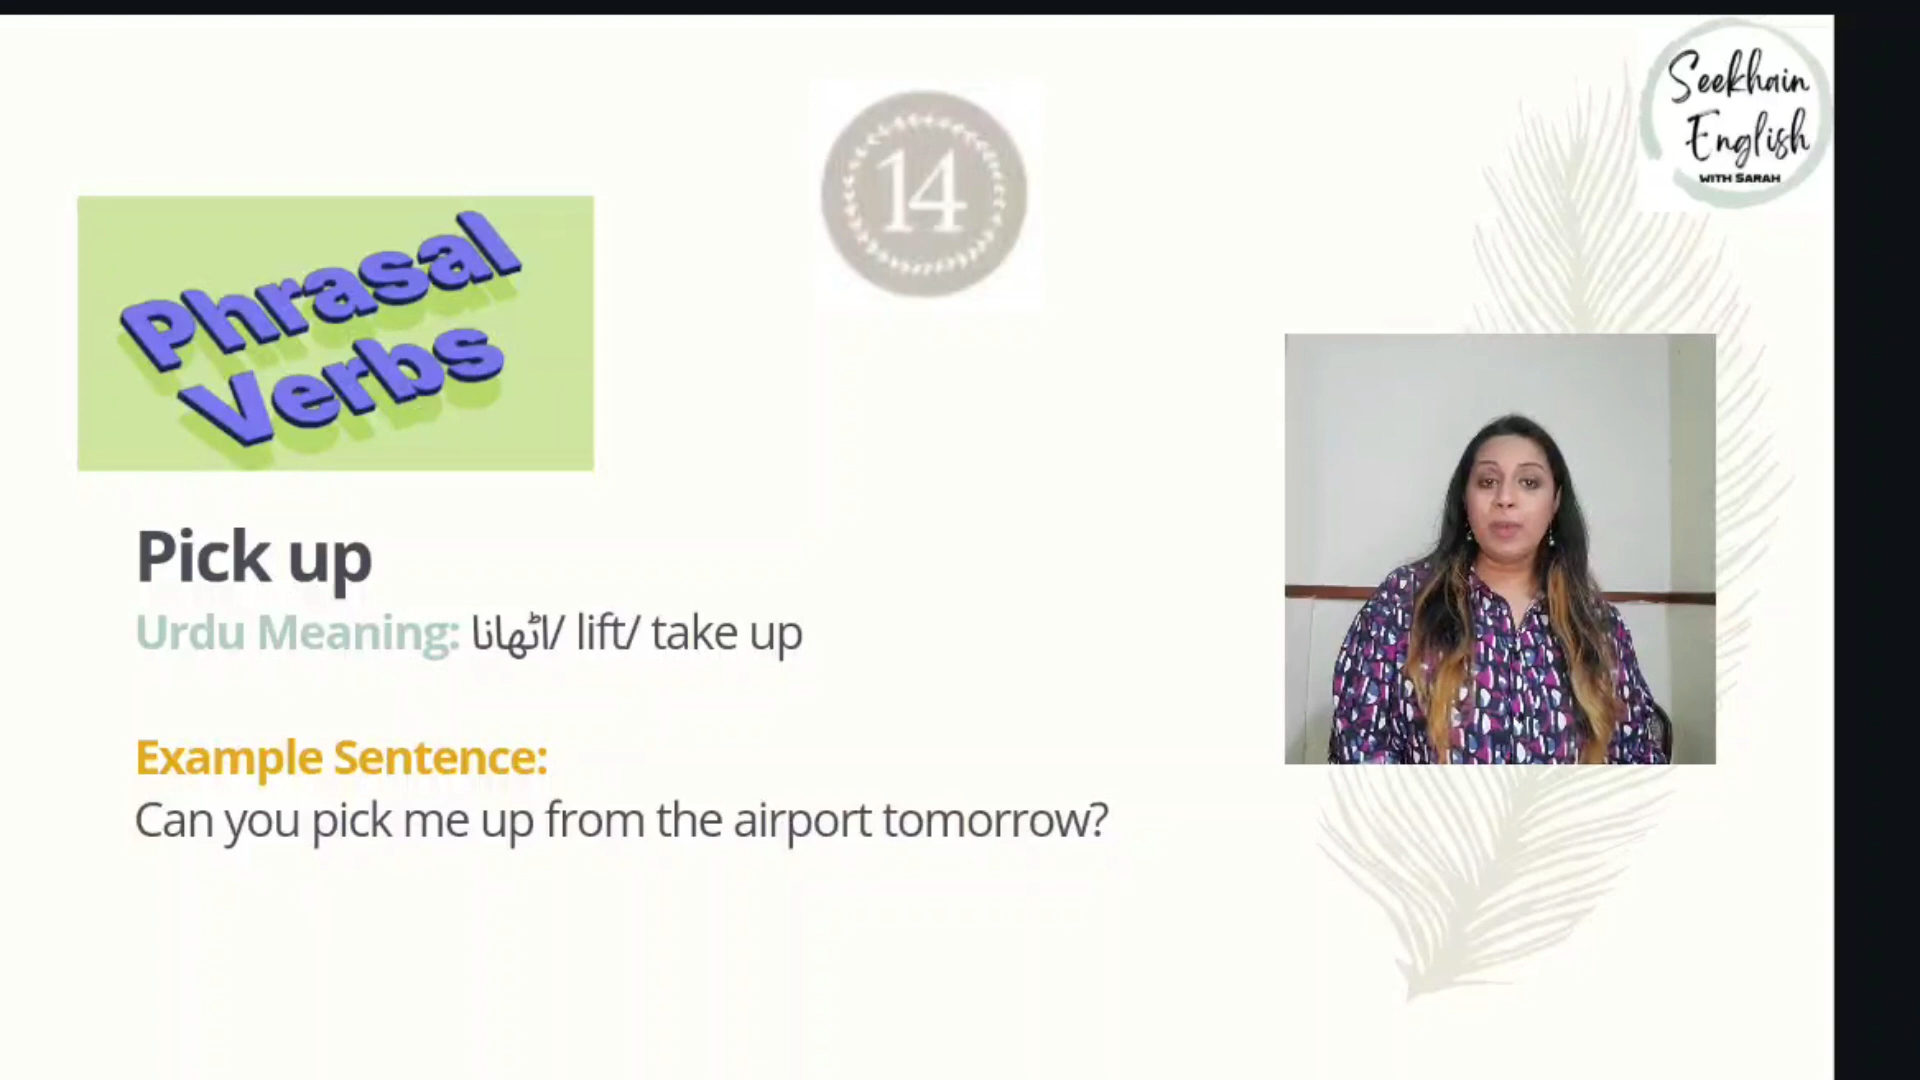 Seekhain
English
WITH SARAH
14
Phrasal
Verbs
Pick up
Urdu Meaning: اٹھانا/ lift/ take up
Example Sentence:
Can you pick me up from the airport tomorrow?